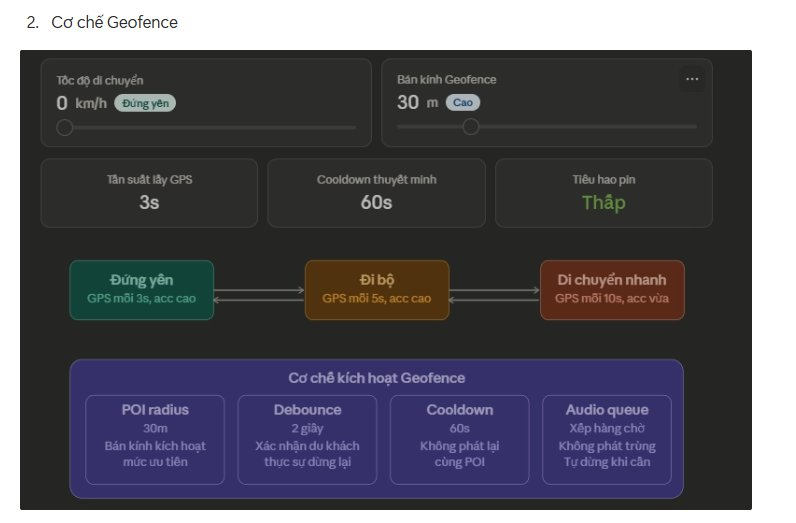 2. Cơ chế Geofence
Tốc độ di chuyển
0 km/h Đứng yên
Bán kính Geofence
30 m Cao
...
Tần suất lấy GPS
3s
Cooldown thuyết minh
60s
Tiêu hao pin
Thấp
Đứng yên
GPS mỗi 3s, acc cao
Đi bộ
GPS mỗi 5s, acc cao
Di chuyển nhanh
GPS mỗi 10s, acc vừa
Cơ chế kích hoạt Geofence
POI radius
30m
Bán kính kích hoạt
mức ưu tiên
Debounce
2 giây
Xác nhận du khách
thực sự dừng lại
Cooldown
60s
Không phát lại
cùng POI
Audio queue
Xếp hàng chờ
Không phát trùng
Tự dừng khi cần